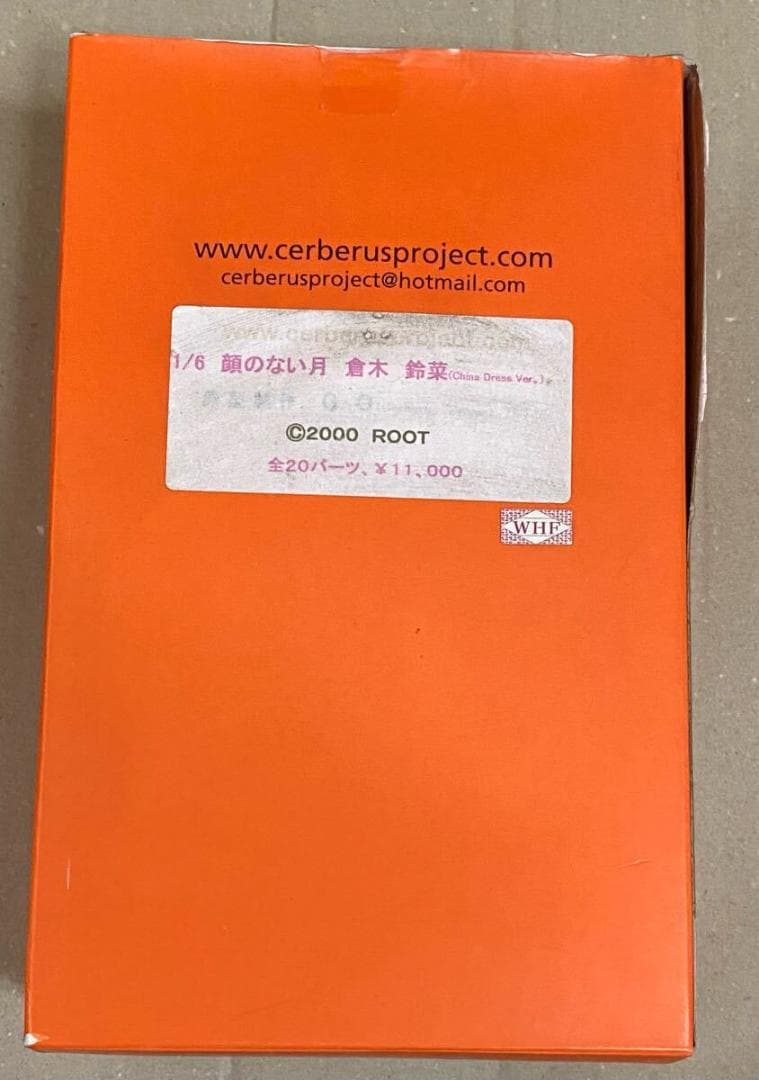 www.cerberusproject.com
cerberusproject@hotmail.com
1/6 顔のない月 倉木 鈴菜(China Dress Ver.)
©2000 ROOT
全20パーツ、¥11,000
WHF